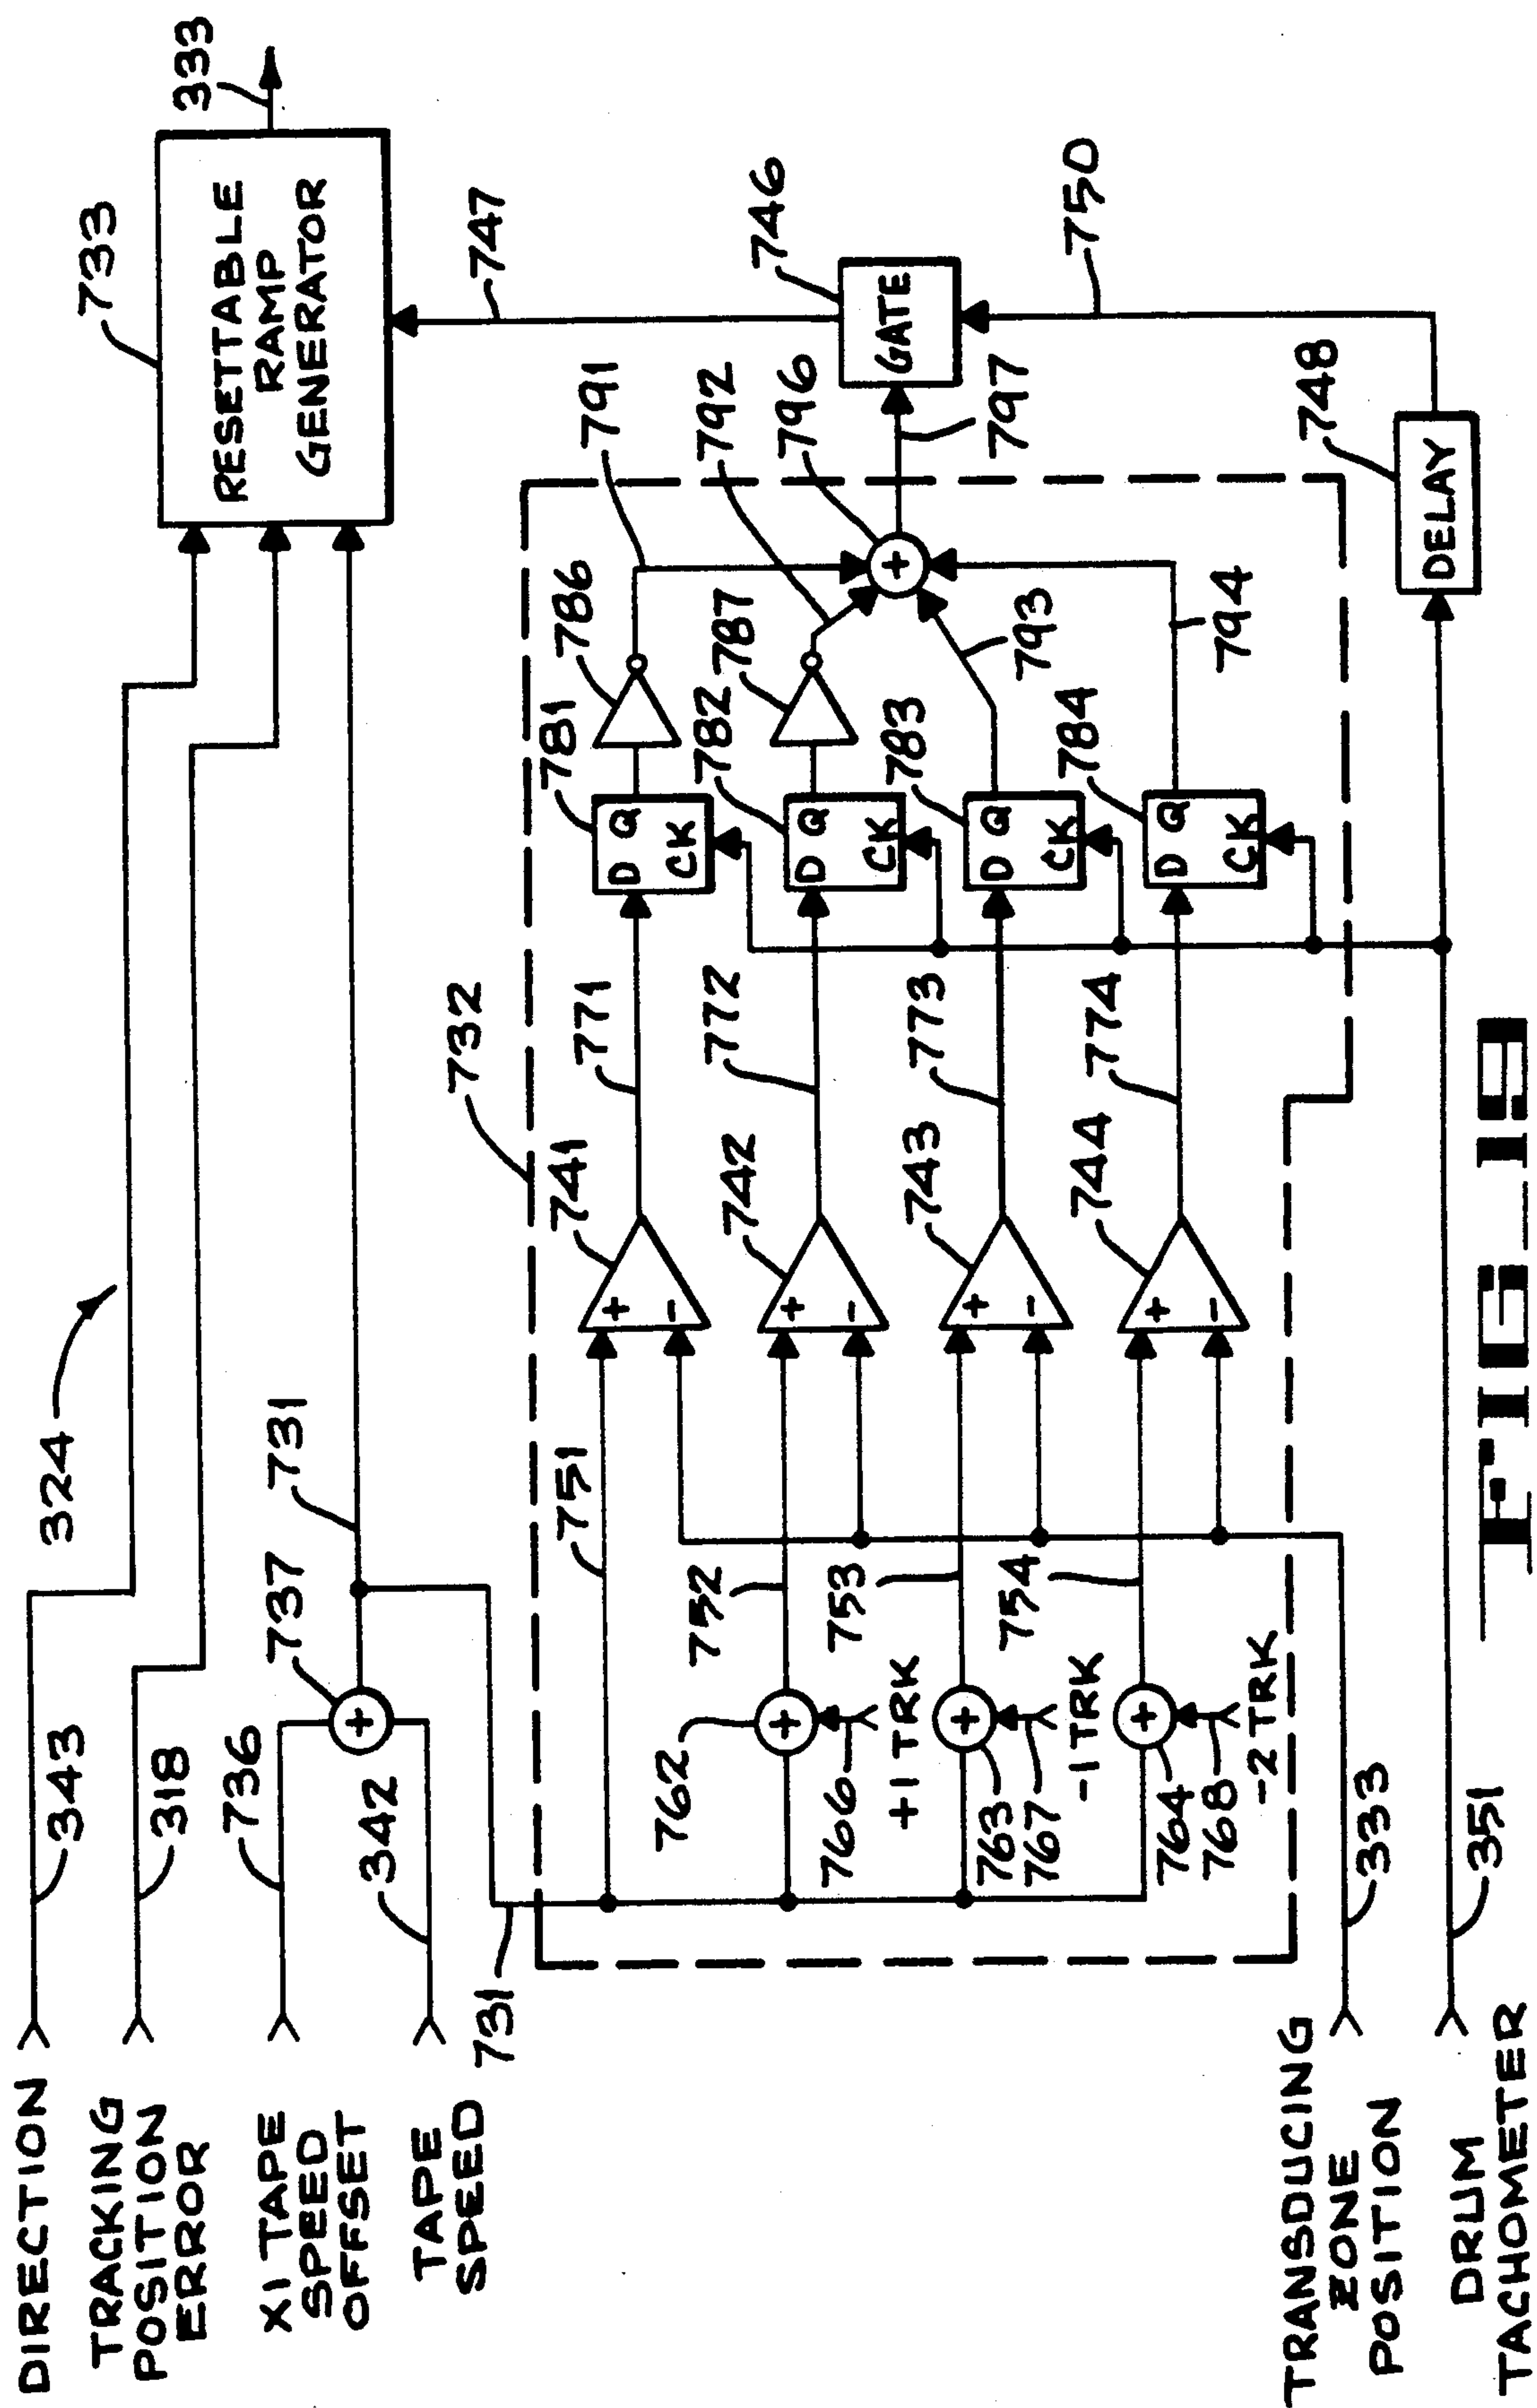 324
DIRECTION
343
TRACKING
POSITION
ERROR
318
X1 TAPE
SPEED
OFFSET
736
737
731
TAPE
SPEED
342
731
733
RESETTABLE
RAMP
GENERATOR
333
747
732
751
741
771
781
D Q
CK
786
791
762
752
766
+1 TRK
742
772
782
D Q
CK
787
792
796
+
-
763
753
767
-1 TRK
743
773
783
D Q
CK
793
764
754
768
-2 TRK
744
774
784
D Q
CK
794
797
GATE
746
750
TRANSDUCING
ZONE
POSITION
333
DRUM
TACHOMETER
351
DELAY
748
FIG_19